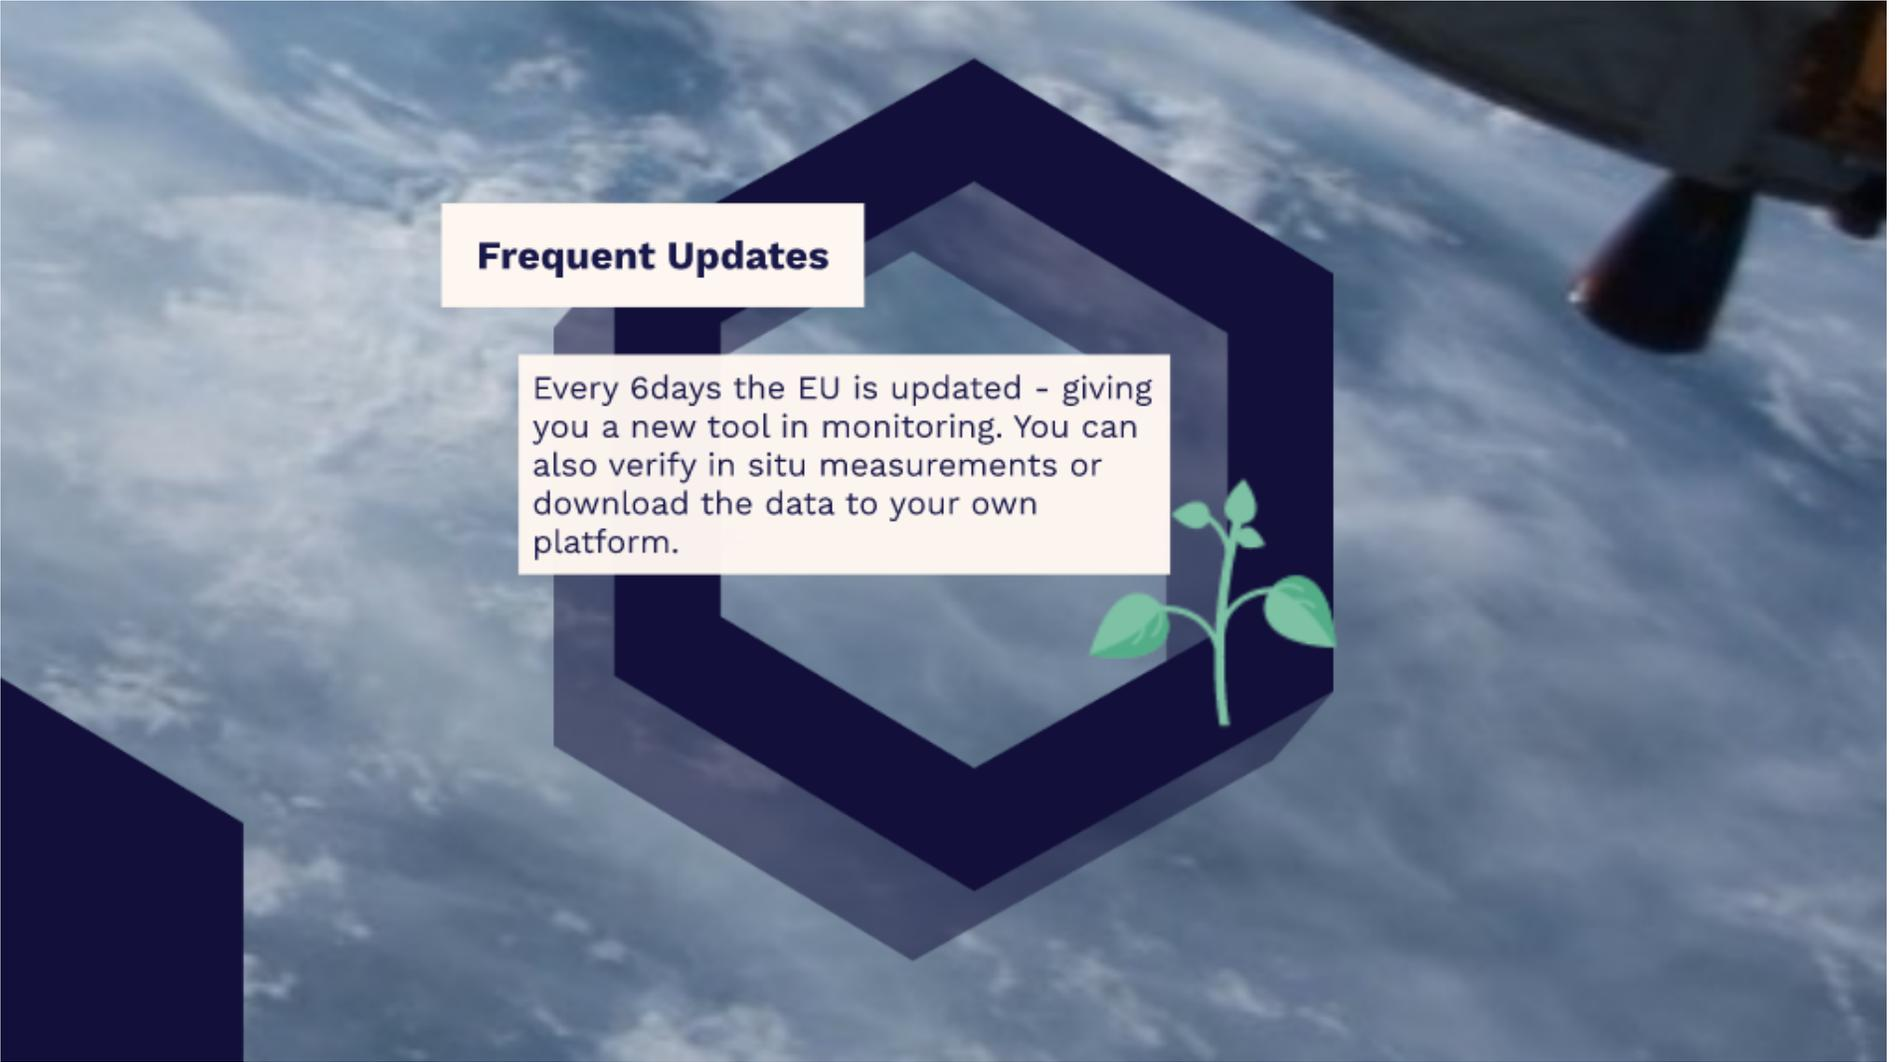 Frequent Updates
Every 6days the EU is updated - giving
you a new tool in monitoring. You can
also verify in situ measurements or
download the data to your own
platform.